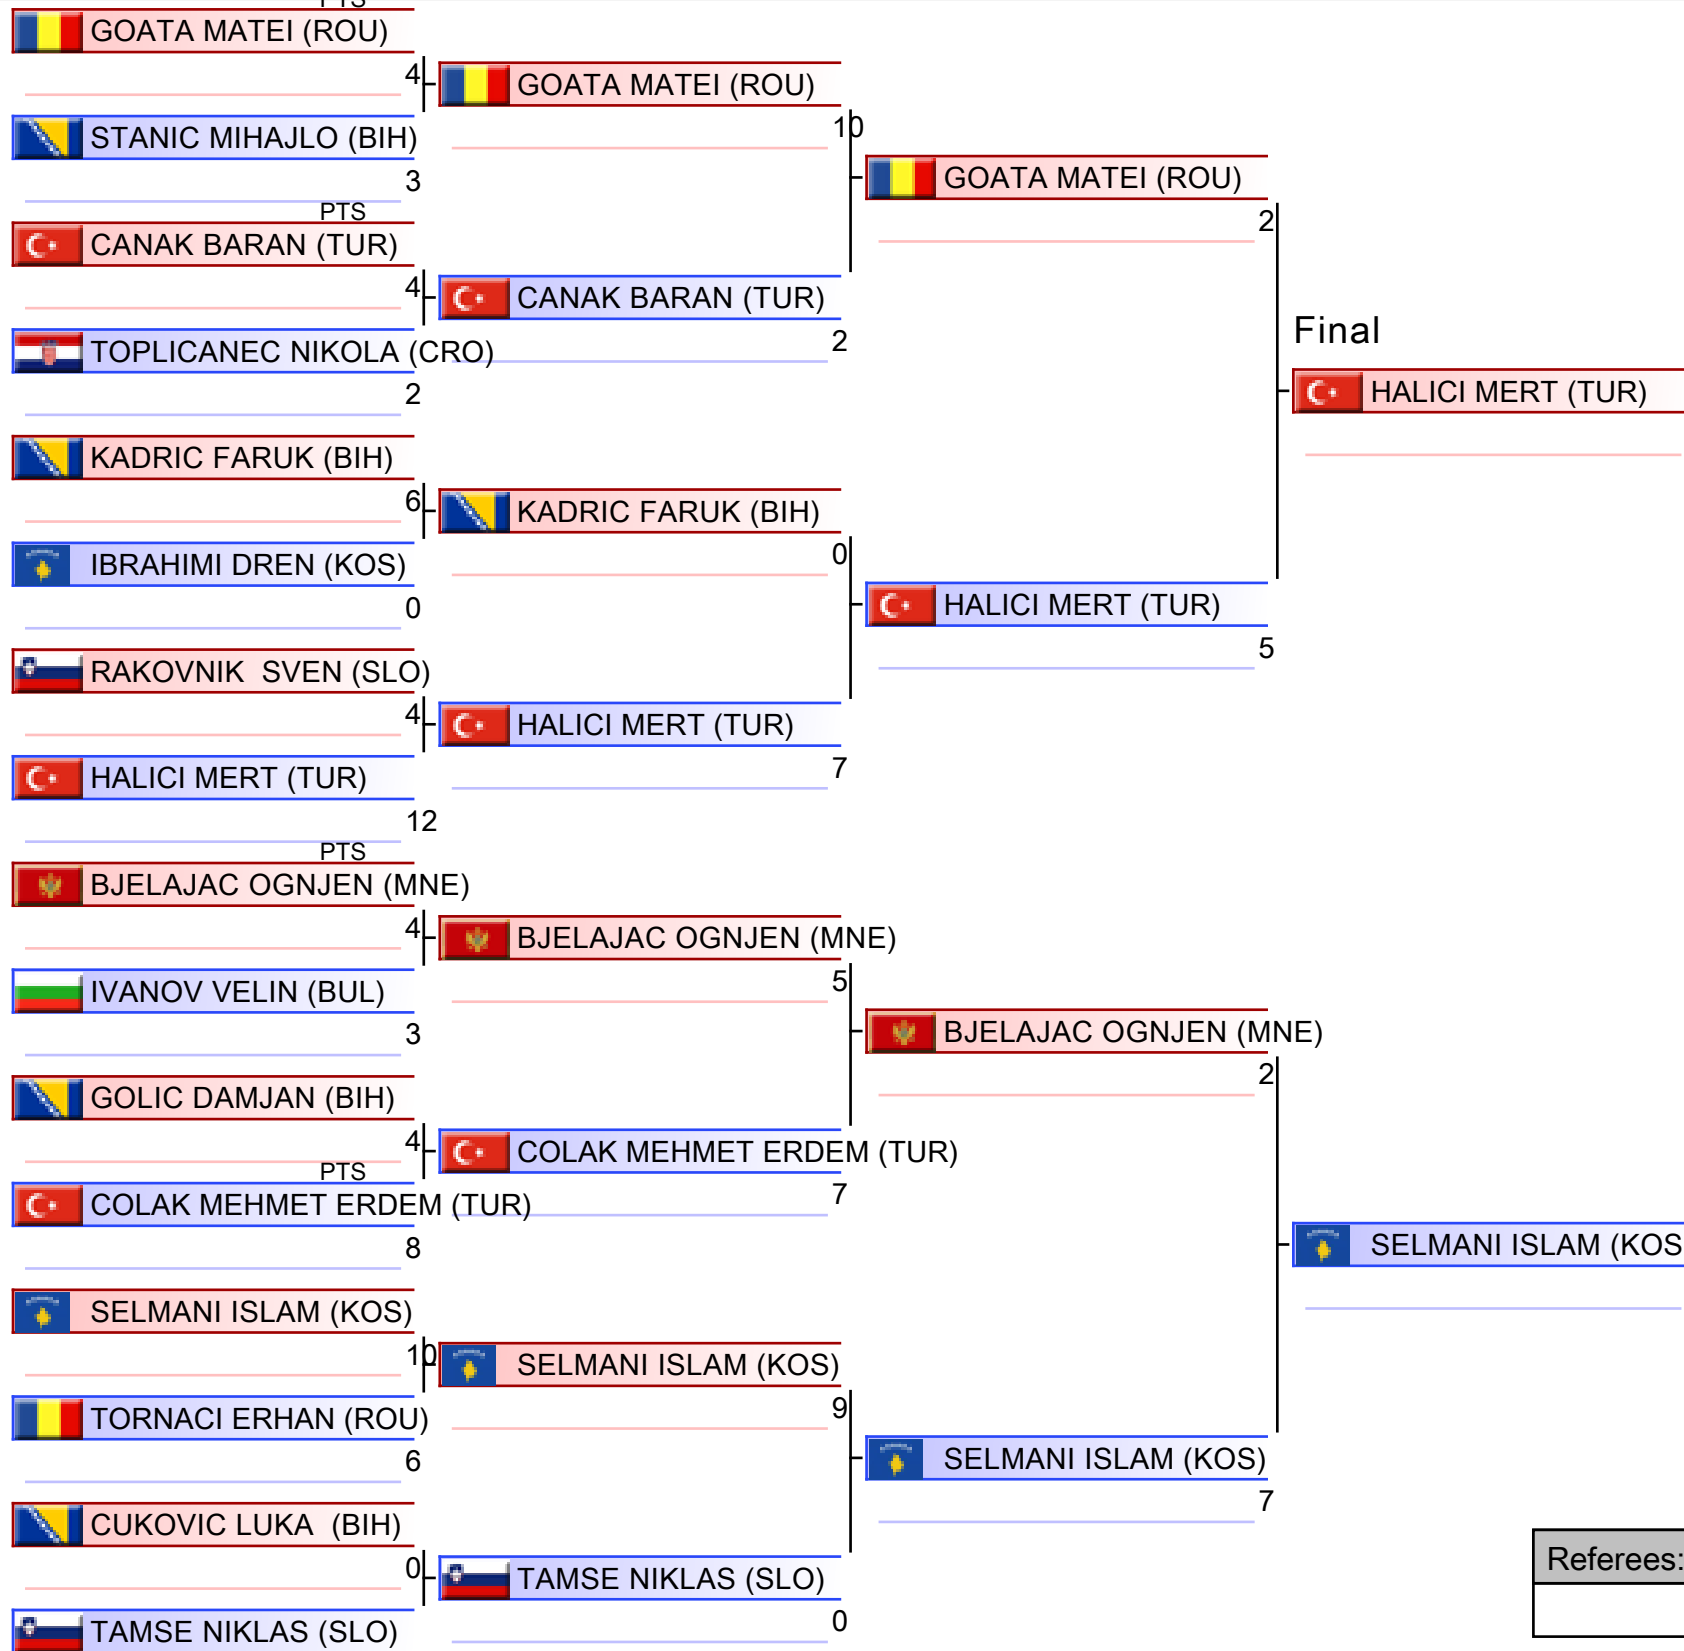 PTS
GOATA MATEI (ROU)
4
GOATA MATEI (ROU)
STANIC MIHAJLO (BIH)
10
3
GOATA MATEI (ROU)
PTS
2
CANAK BARAN (TUR)
4
CANAK BARAN (TUR)
Final
TOPLICANEC NIKOLA (CRO)
2
2
HALICI MERT (TUR)
KADRIC FARUK (BIH)
6
KADRIC FARUK (BIH)
IBRAHIMI DREN (KOS)
0
0
HALICI MERT (TUR)
RAKOVNIK  SVEN (SLO)
5
4
HALICI MERT (TUR)
HALICI MERT (TUR)
7
12
PTS
BJELAJAC OGNJEN (MNE)
4
BJELAJAC OGNJEN (MNE)
IVANOV VELIN (BUL)
5
3
BJELAJAC OGNJEN (MNE)
2
GOLIC DAMJAN (BIH)
4
COLAK MEHMET ERDEM (TUR)
PTS
COLAK MEHMET ERDEM (TUR)
7
8
SELMANI ISLAM (KOS
SELMANI ISLAM (KOS)
10
SELMANI ISLAM (KOS)
TORNACI ERHAN (ROU)
9
6
SELMANI ISLAM (KOS)
7
CUKOVIC LUKA  (BIH)
0
TAMSE NIKLAS (SLO)
Referees:
TAMSE NIKLAS (SLO)
0